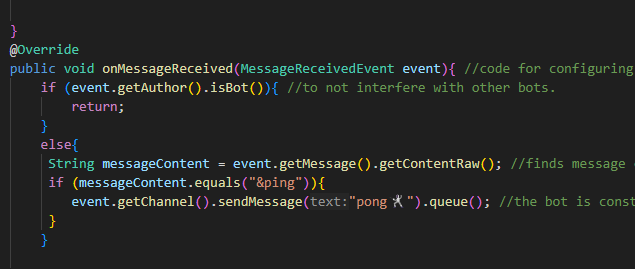 }
@Override
public void onMessageReceived(MessageReceivedEvent event){ //code for configuring
if (event.getAuthor().isBot()){ //to not interfere with other bots.
return;
}
else{
String messageContent = event.getMessage().getContentRaw(); //finds message
if (messageContent.equals("&ping")){
event.getChannel().sendMessage(text:"pong🤺").queue(); //the bot is const
}
}